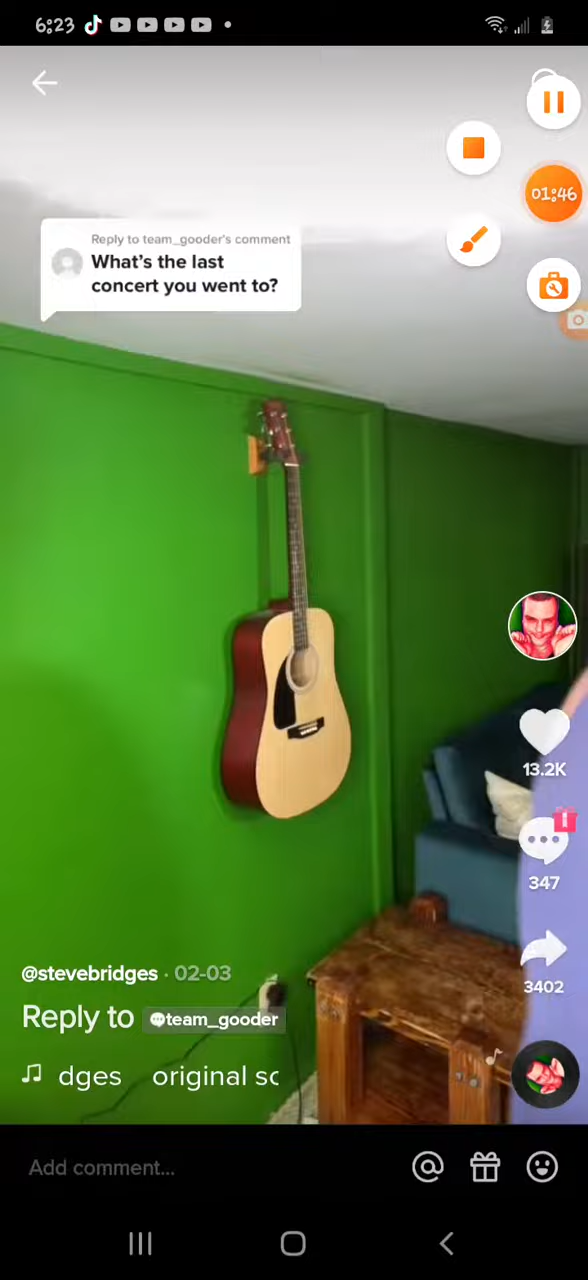 6:23
01:46
Reply to team_gooder's comment
What's the last
concert you went to?
13.2K
347
3402
@stevebridges · 02-03
Reply to team_gooder
dges original sc
Add comment...